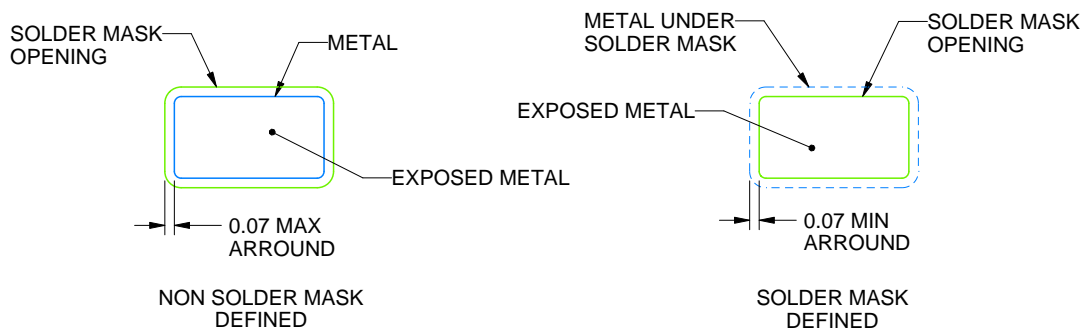 SOLDER MASK
OPENING
METAL
EXPOSED METAL
0.07 MAX
ARROUND
NON SOLDER MASK
DEFINED
METAL UNDER
SOLDER MASK
SOLDER MASK
OPENING
EXPOSED METAL
0.07 MIN
ARROUND
SOLDER MASK
DEFINED